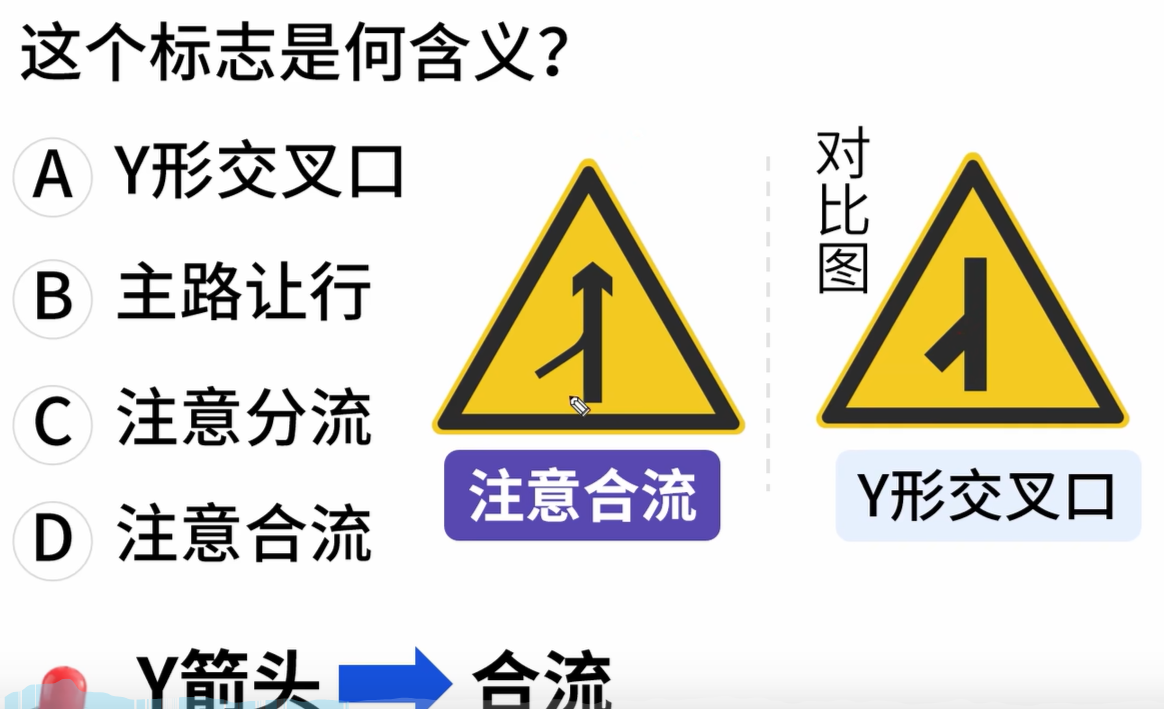 这个标志是何含义？
A Y形交叉口
B 主路让行
C 注意分流
D 注意合流
注意合流
对比图
Y形交叉口
Y箭头 合流